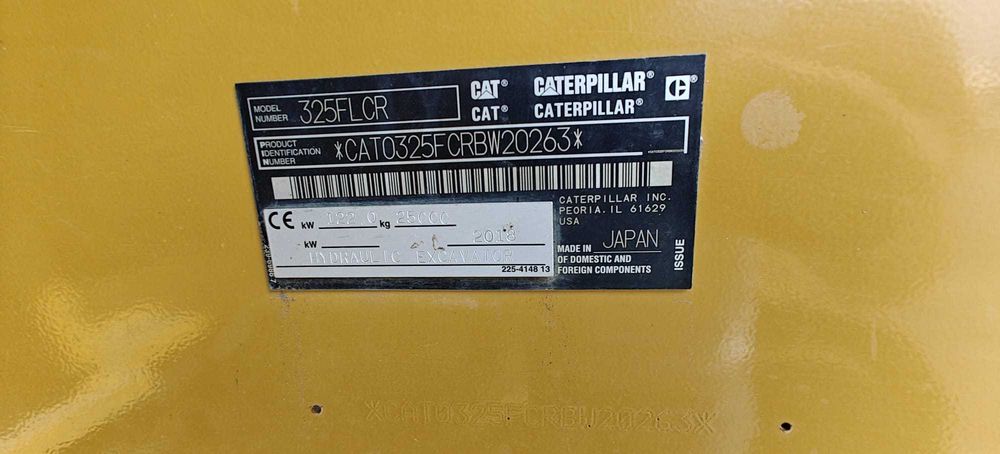 CAT® CATERPILLAR® C®
MODEL NUMBER 325FLCR CAT® CATERPILLAR®
PRODUCT IDENTIFICATION NUMBER *CAT0325FCRBW20263*
CATERPILLAR INC.
PEORIA. IL 61629
USA
CE kW 122.0 kg 25000
kW 2018
HYDRAULIC EXCAVATOR
225-4148 13
MADE IN JAPAN
OF DOMESTIC AND
FOREIGN COMPONENTS
ISSUE
*CAT0325FCRBW20263*